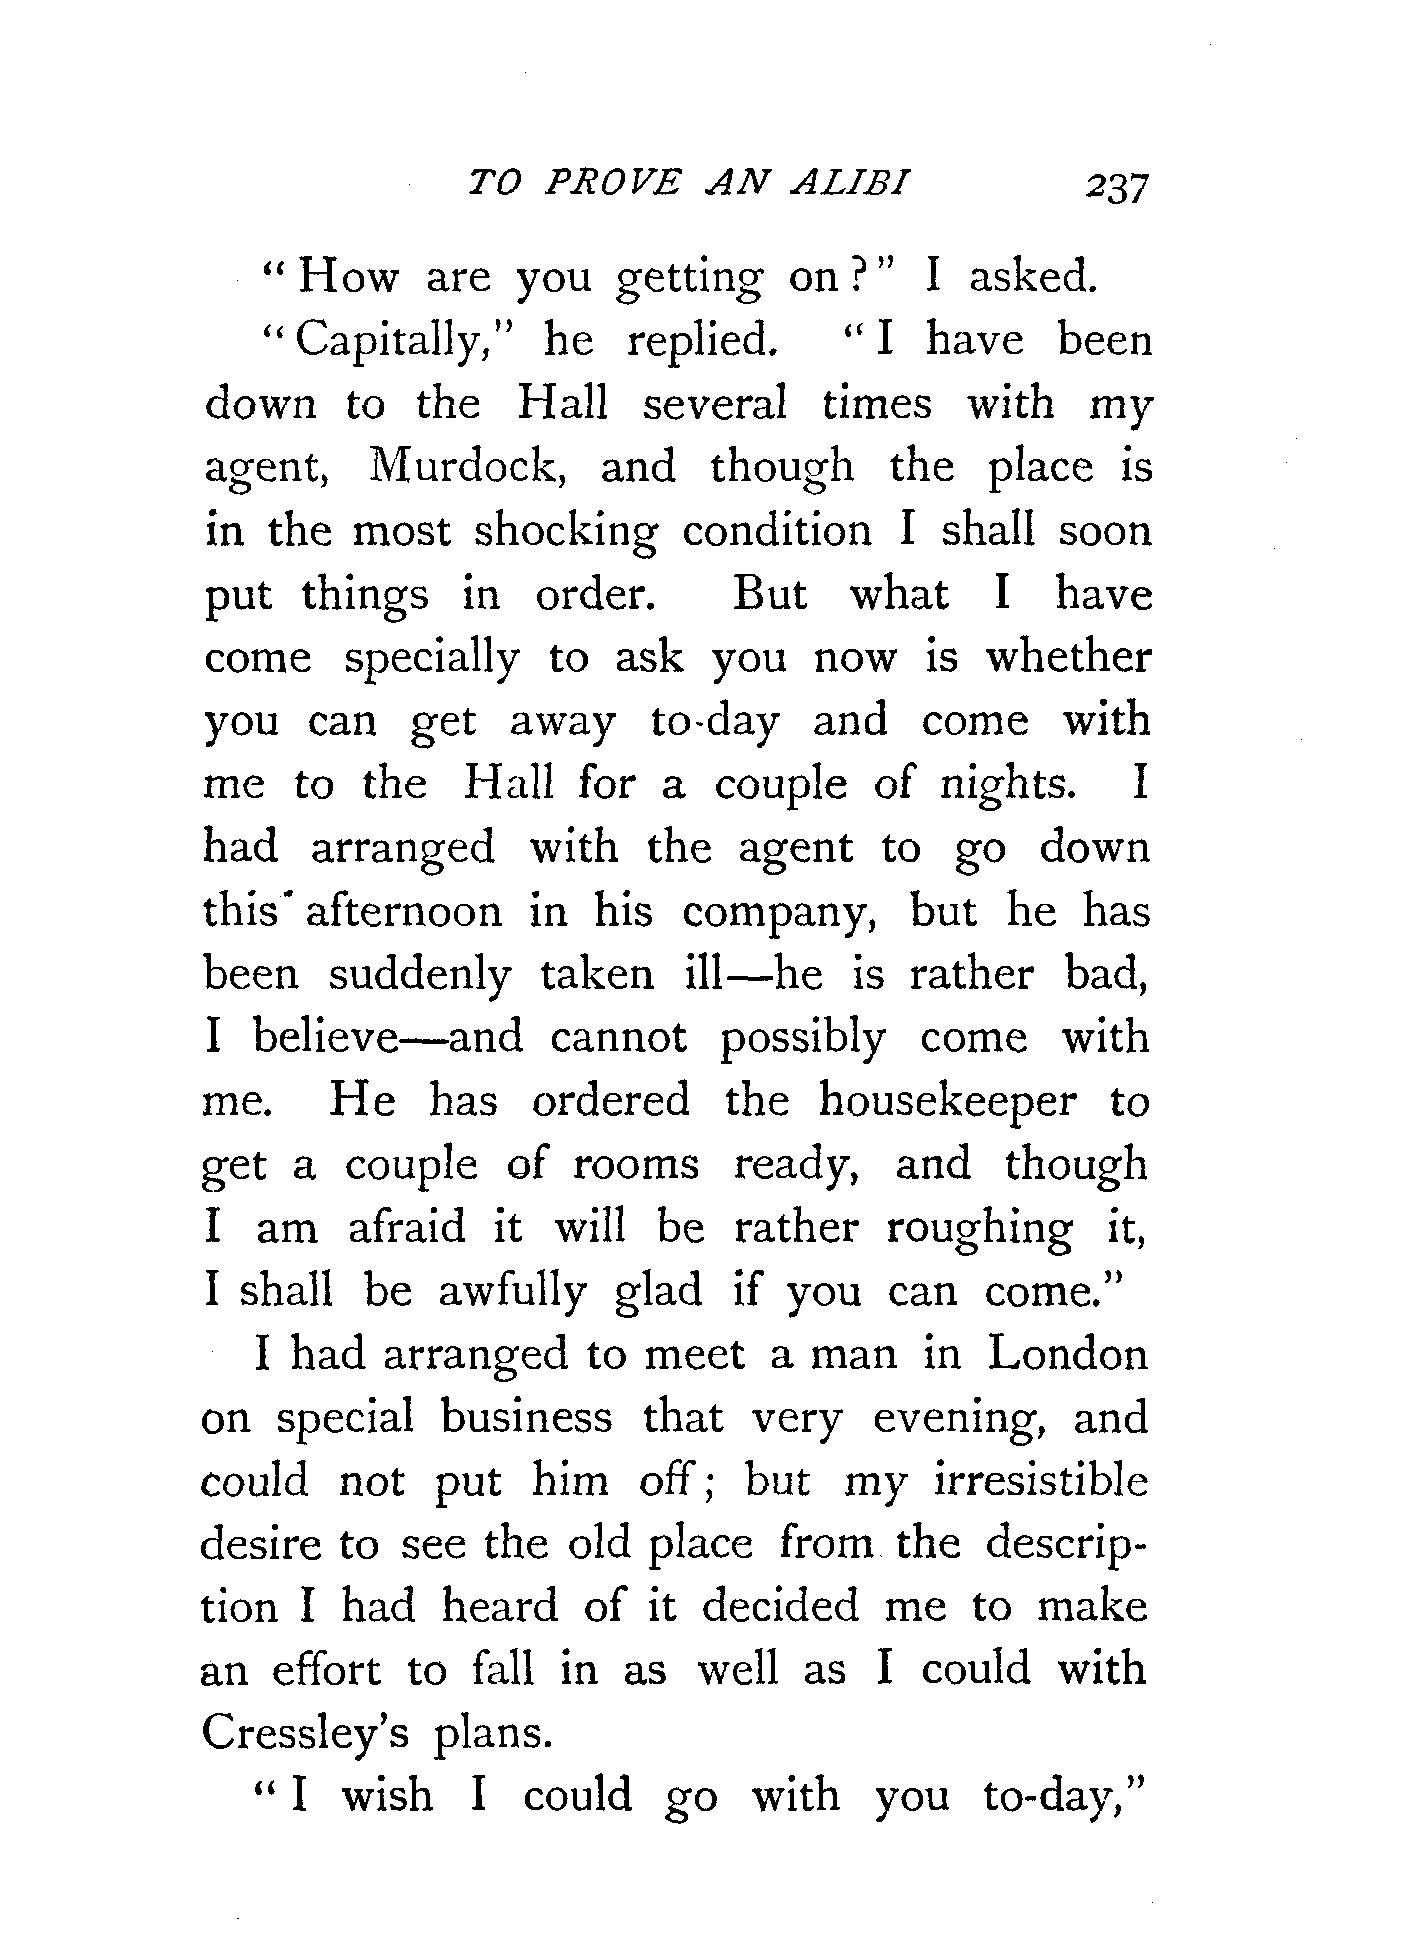 TO PROVE AN ALIBI 237
“ How are you getting on ? ” I asked.
“ Capitally,” he replied. “ I have been
down to the Hall several times with my
agent, Murdock, and though the place is
in the most shocking condition I shall soon
put things in order. But what I have
come specially to ask you now is whether
you can get away to-day and come with
me to the Hall for a couple of nights. I
had arranged with the agent to go down
this afternoon in his company, but he has
been suddenly taken ill—he is rather bad,
I believe—and cannot possibly come with
me. He has ordered the housekeeper to
get a couple of rooms ready, and though
I am afraid it will be rather roughing it,
I shall be awfully glad if you can come.”
I had arranged to meet a man in London
on special business that very evening, and
could not put him off ; but my irresistible
desire to see the old place from the descrip-
tion I had heard of it decided me to make
an effort to fall in as well as I could with
Cressley’s plans.
“ I wish I could go with you to-day,”